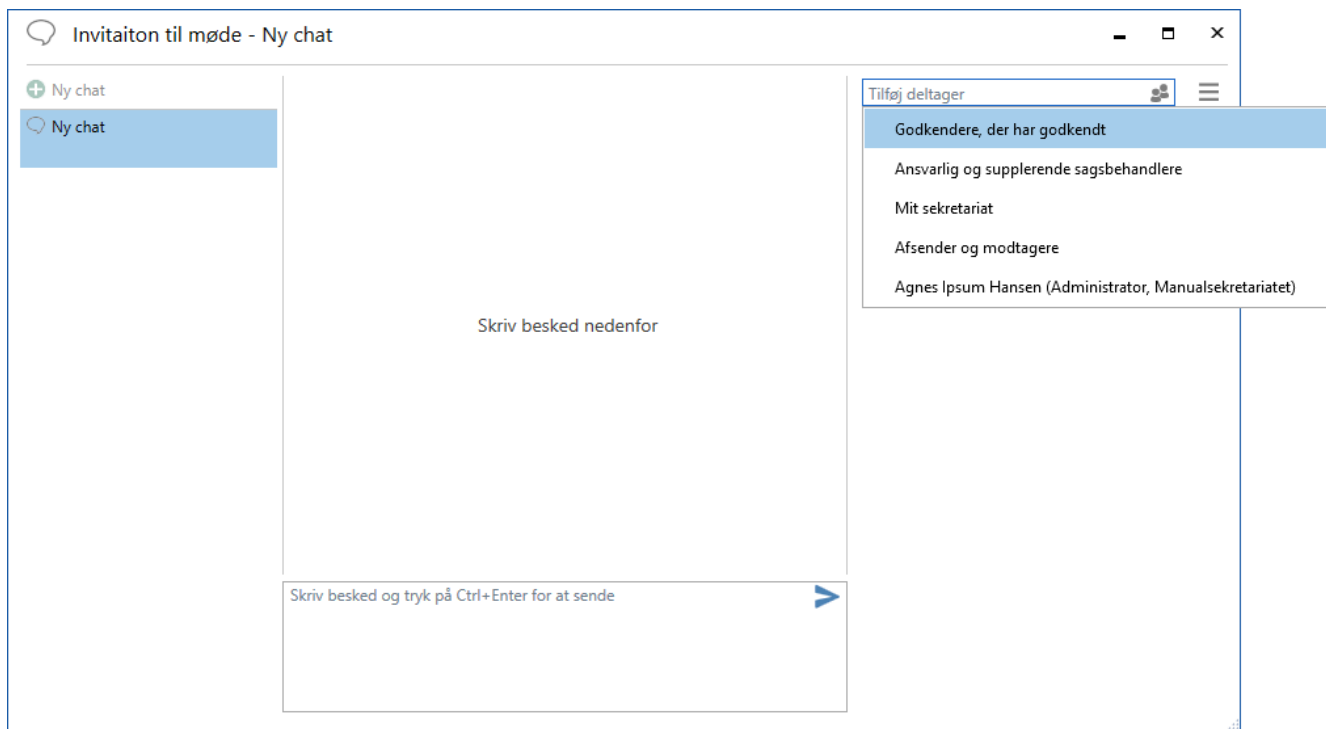 Invitaiton til møde - Ny chat
Ny chat
Ny chat
Skriv besked nedenfor
Skriv besked og tryk på Ctrl+Enter for at sende
Tilføj deltager
Godkendere, der har godkendt
Ansvarlig og supplerende sagsbehandlere
Mit sekretariat
Afsender og modtagere
Agnes Ipsum Hansen (Administrator, Manualsekretariatet)